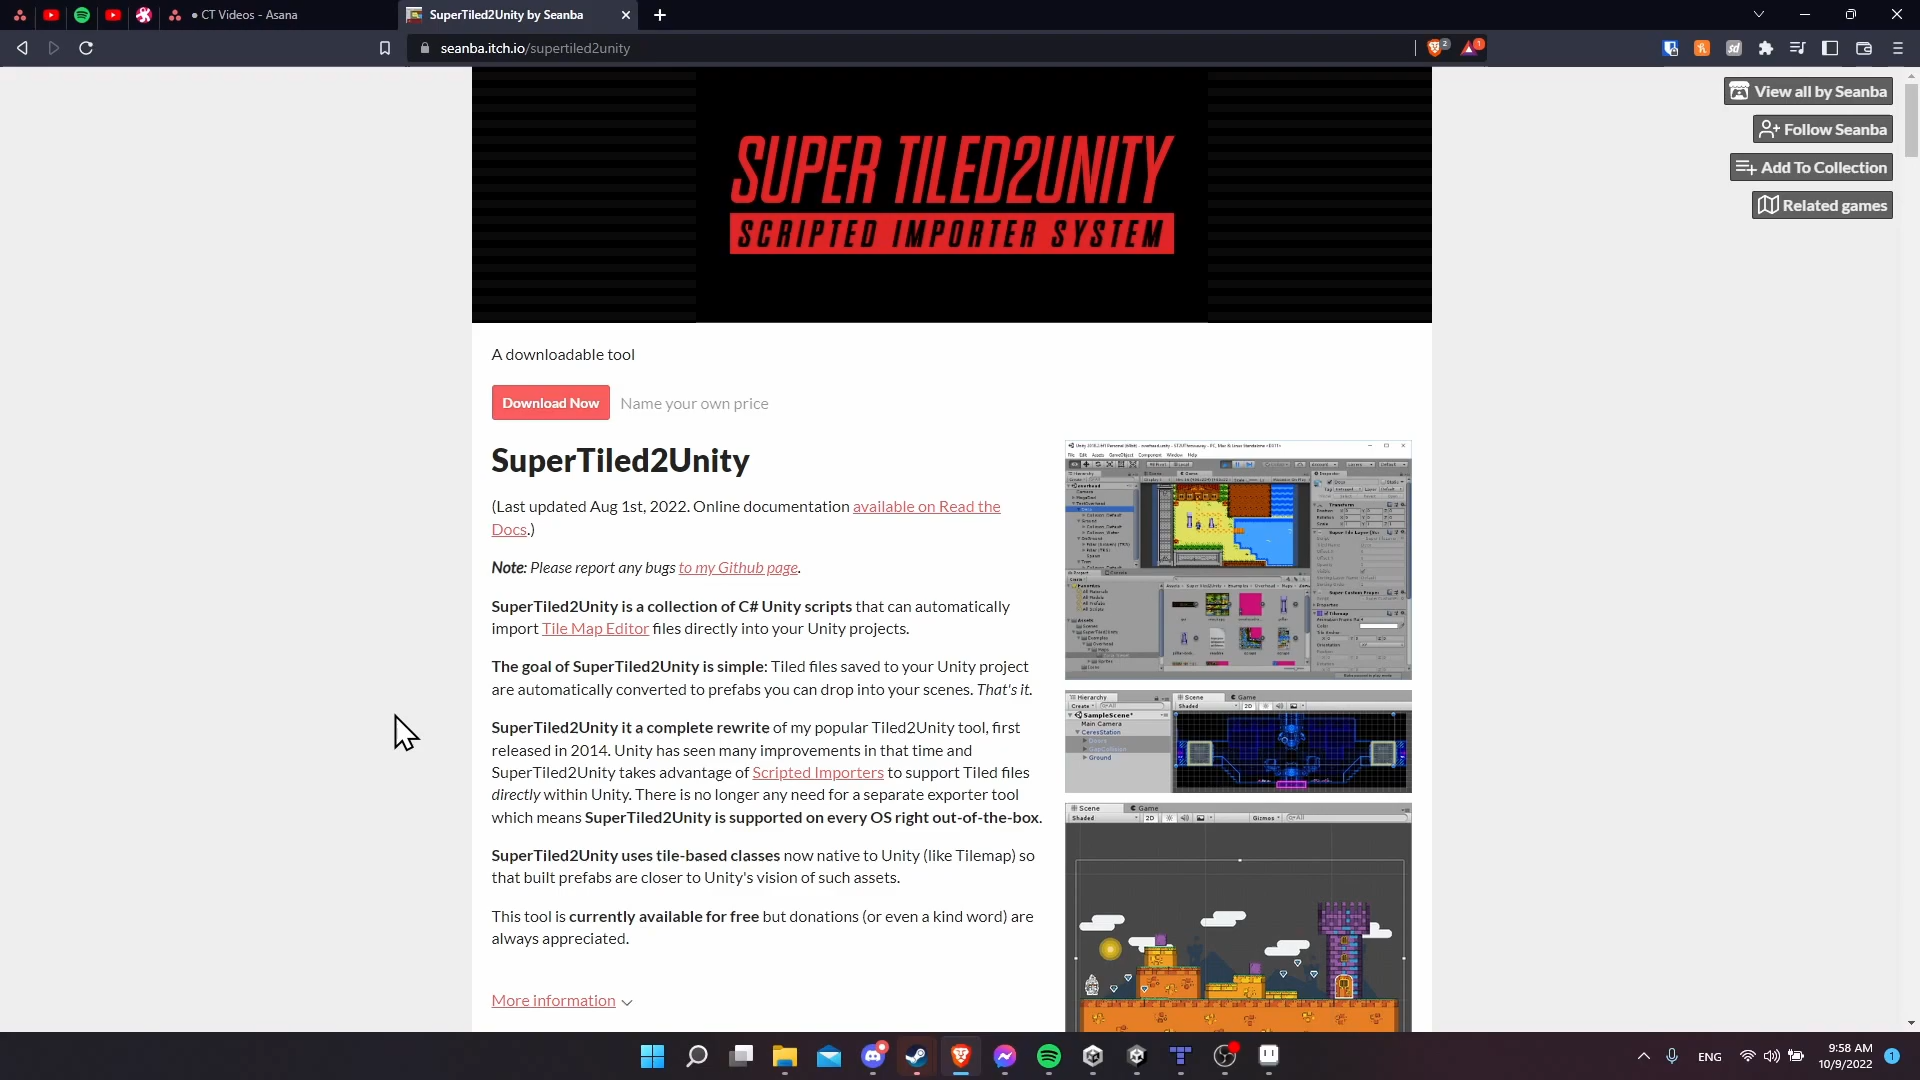 CT Videos - Asana
SuperTiled2Unity by Seanba
seanba.itch.io/supertiled2unity
2
1
View all by Seanba
Follow Seanba
Add To Collection
Related games
SUPER TILED2UNITY
SCRIPTED IMPORTER SYSTEM
A downloadable tool
Download Now
Name your own price
SuperTiled2Unity
(Last updated Aug 1st, 2022. Online documentation available on Read the
Docs.)
Note: Please report any bugs to my Github page.
SuperTiled2Unity is a collection of C# Unity scripts that can automatically
import Tile Map Editor files directly into your Unity projects.
The goal of SuperTiled2Unity is simple: Tiled files saved to your Unity project
are automatically converted to prefabs you can drop into your scenes. That's it.
SuperTiled2Unity it a complete rewrite of my popular Tiled2Unity tool, first
released in 2014. Unity has seen many improvements in that time and
SuperTiled2Unity takes advantage of Scripted Importers to support Tiled files
directly within Unity. There is no longer any need for a separate exporter tool
which means SuperTiled2Unity is supported on every OS right out-of-the-box.
SuperTiled2Unity uses tile-based classes now native to Unity (like Tilemap) so
that built prefabs are closer to Unity's vision of such assets.
This tool is currently available for free but donations (or even a kind word) are
always appreciated.
More information
Hierarchy
Scene
Game
Create
Shaded
2D
SampleScene*
Main Camera
CeresStation
Ground
Scene
Game
Shaded
2D
Gizmos
ENG
9:58 AM
10/9/2022
1